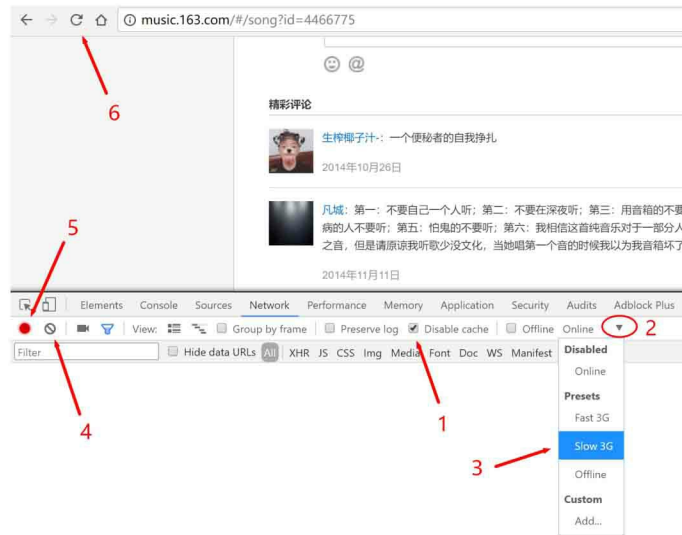 music.163.com/#/song?id=4466775
6
精彩评论
生榨椰子汁-：一个便秘者的自我挣扎
2014年10月26日
凡城：第一：不要自己一个人听；第二：不要在深夜听；第三：用音箱的不要
病的人不要听；第五：怕鬼的不要听；第六：我相信这首纯音乐对于一部分人
之音，但是请原谅我听歌少没文化，当她唱第一个音的时候我以为我音箱坏了
5
2014年11月11日
Elements Console Sources Network Performance Memory Application Security Audits Adblock Plus
View: Group by frame Preserve log Disable cache Offline Online 2
Filter Hide data URLs All XHR JS CSS Img Media Font Doc WS Manifest
Disabled
Online
Presets
Fast 3G
4 1
Slow 3G
3
Offline
Custom
Add...